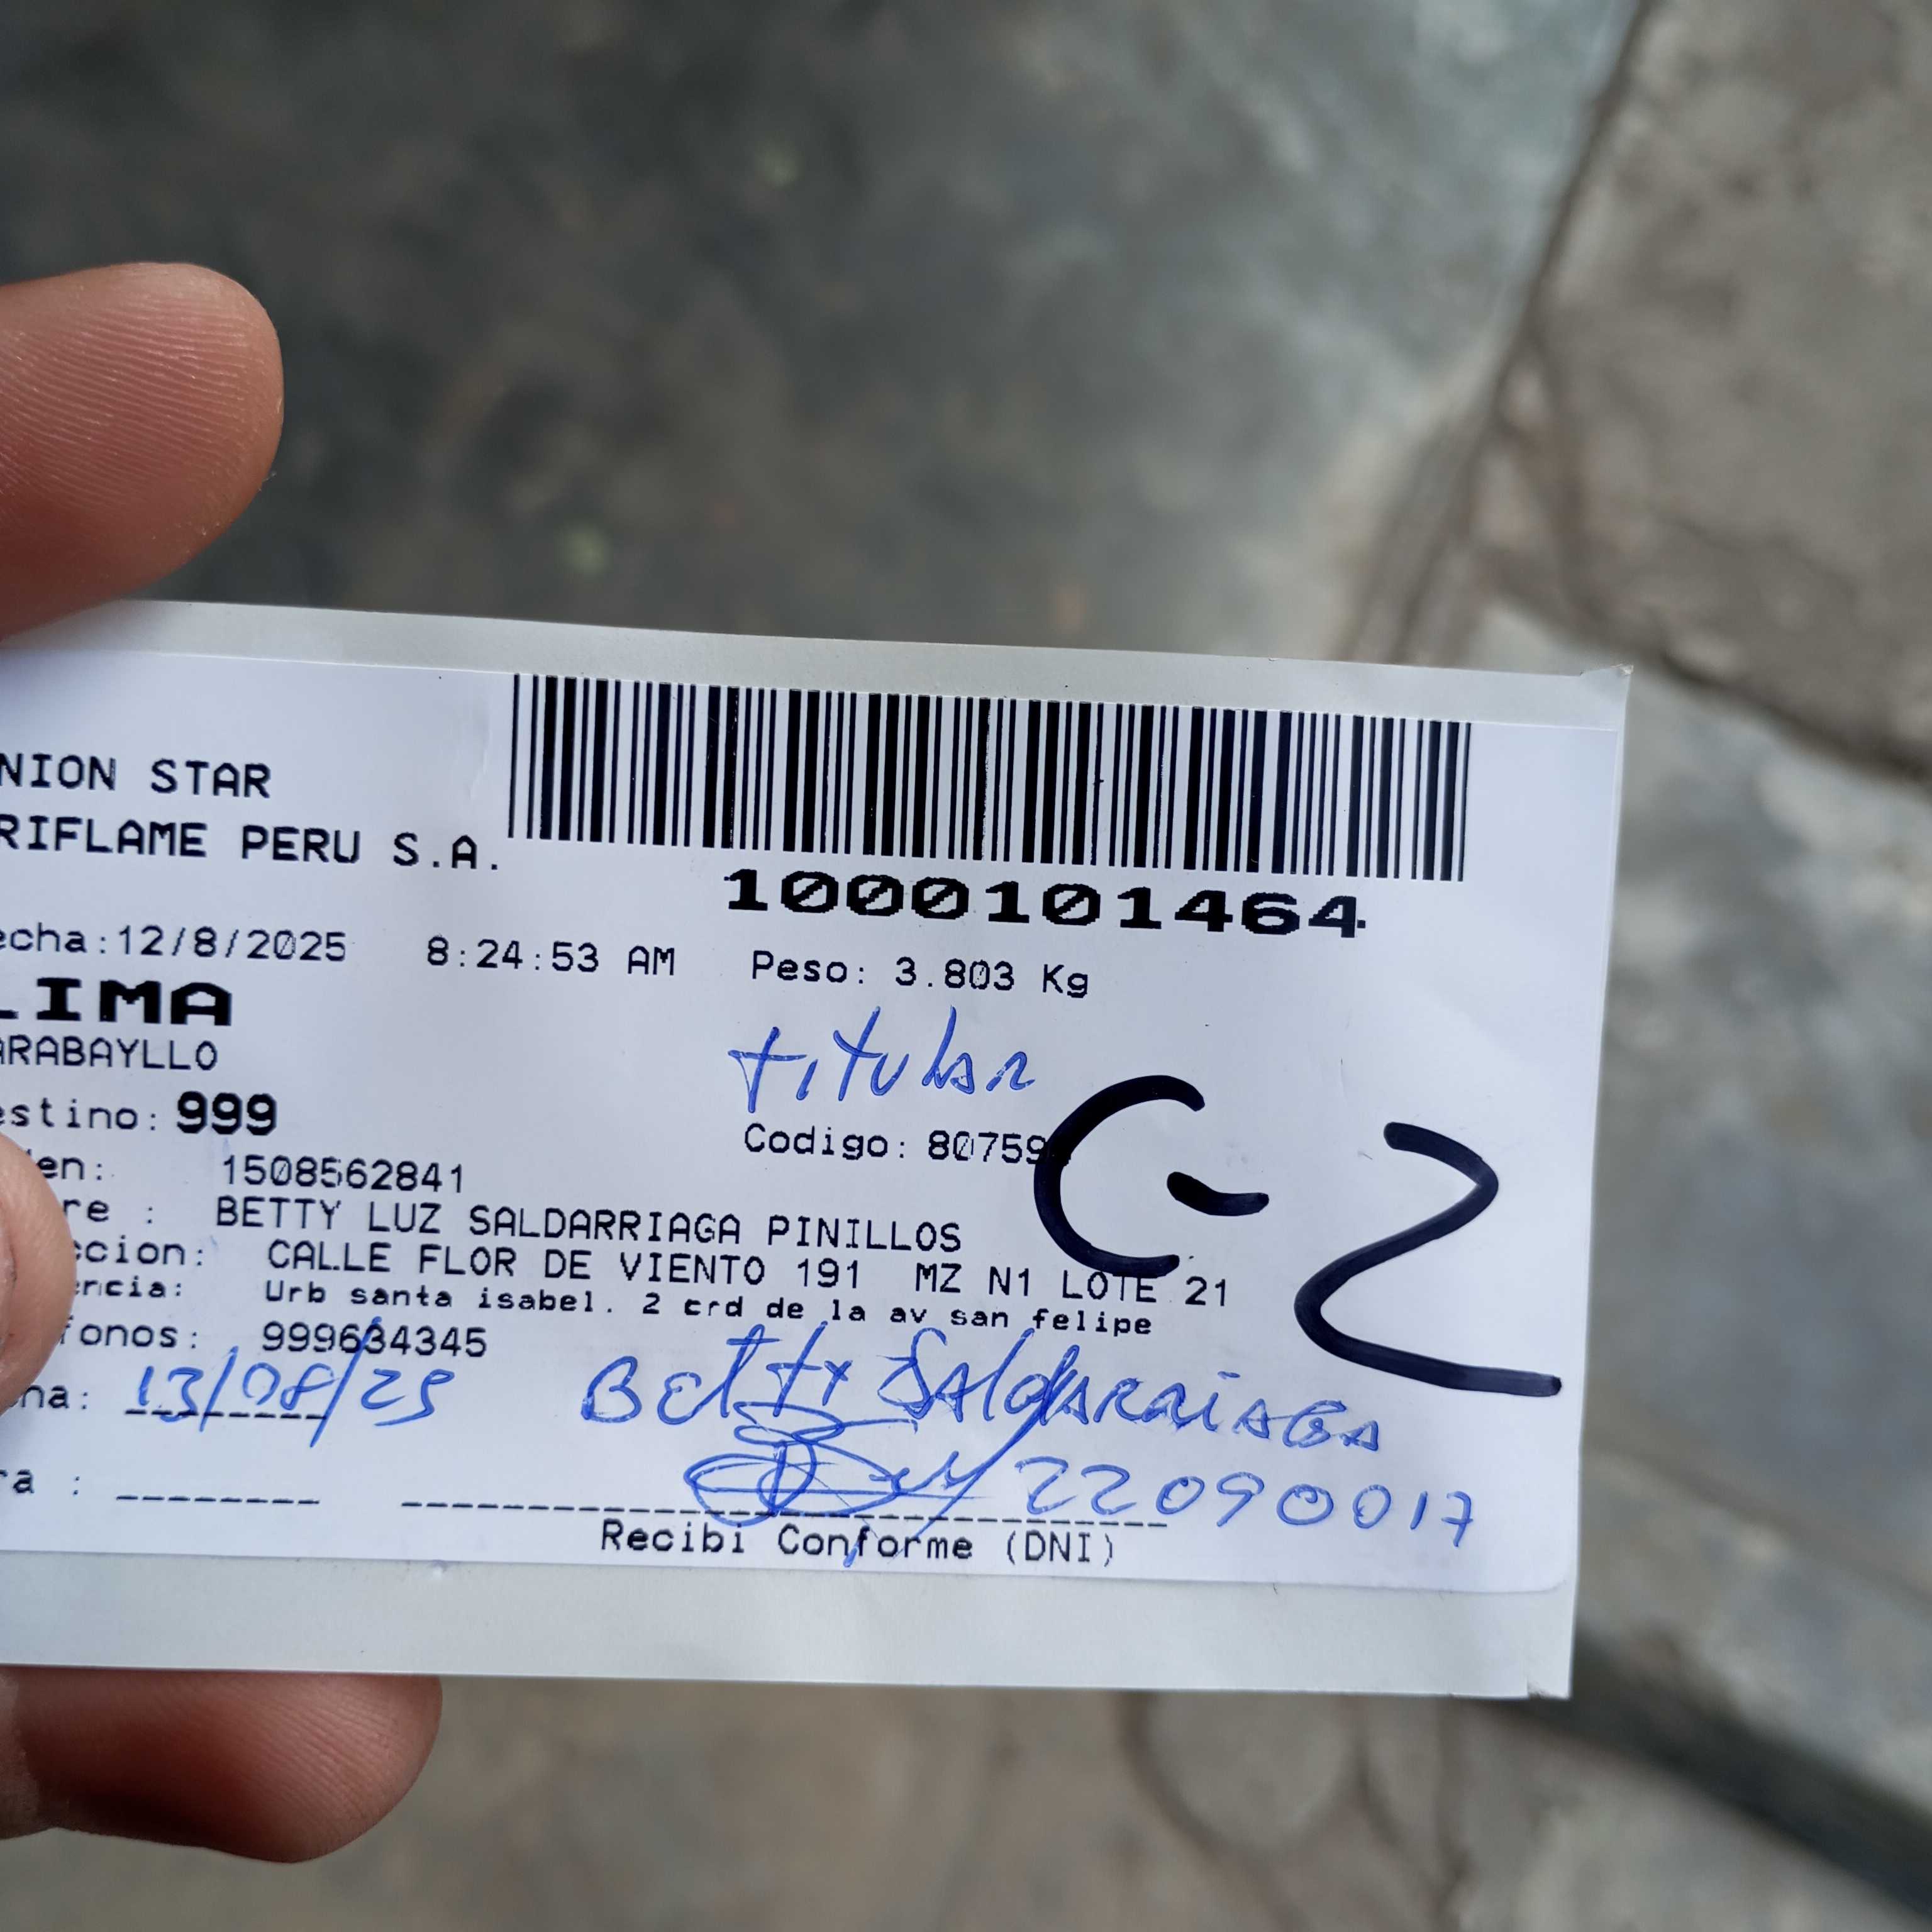 NION STAR
RIFLAME PERU S.A.
1000101464
echa:12/8/2025 8:24:53 AM Peso: 3.803 Kg
LIMA
ARABAYLLO
titular
estino: 999
Codigo: 80759
C-2
en: 1508562841
re : BETTY LUZ SALDARRIAGA PINILLOS
ccion: CALLE FLOR DE VIENTO 191 MZ N1 LOTE 21
encia: Urb santa isabel. 2 crd de la av san felipe
fonos: 999634345
na: 13/08/25 Betty SAldARRiAGA
22090017
ra :
Recibi Conforme (DNI)